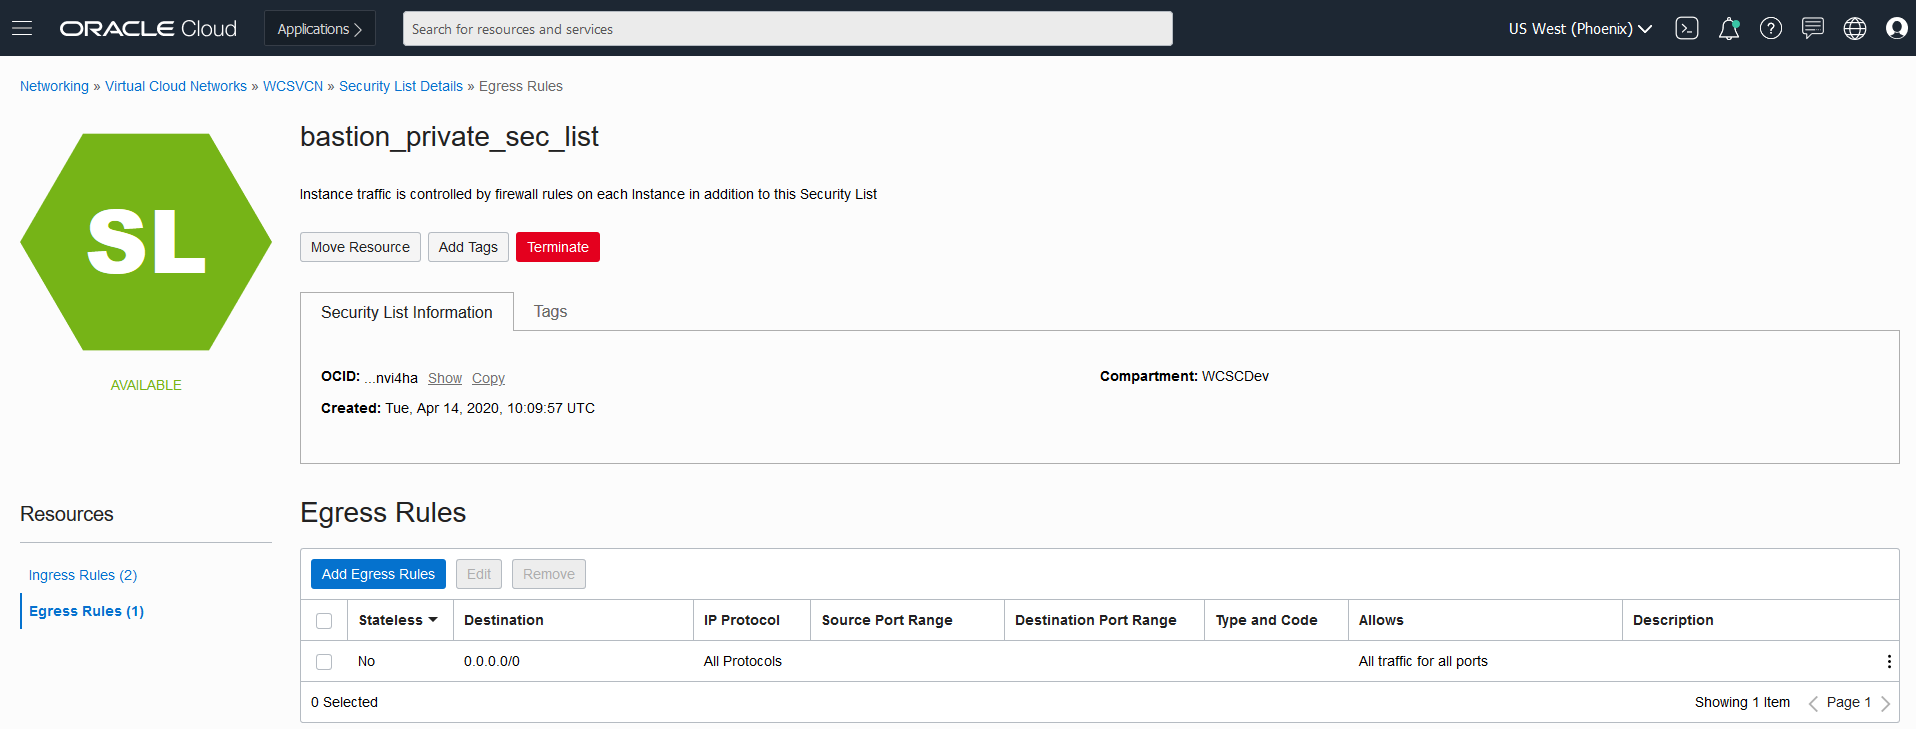 ORACLE Cloud
Applications
Search for resources and services
US West (Phoenix)
Networking » Virtual Cloud Networks » WCSVCN » Security List Details » Egress Rules
SL
AVAILABLE
bastion_private_sec_list
Instance traffic is controlled by firewall rules on each Instance in addition to this Security List
Move Resource Add Tags Terminate
Security List Information Tags
OCID: ...nvi4ha Show Copy
Compartment: WCSCDev
Created: Tue, Apr 14, 2020, 10:09:57 UTC
Resources
Ingress Rules (2)
Egress Rules (1)
Egress Rules
Add Egress Rules Edit Remove
Stateless Destination IP Protocol Source Port Range Destination Port Range Type and Code Allows Description
No 0.0.0.0/0 All Protocols All traffic for all ports
0 Selected Showing 1 Item Page 1